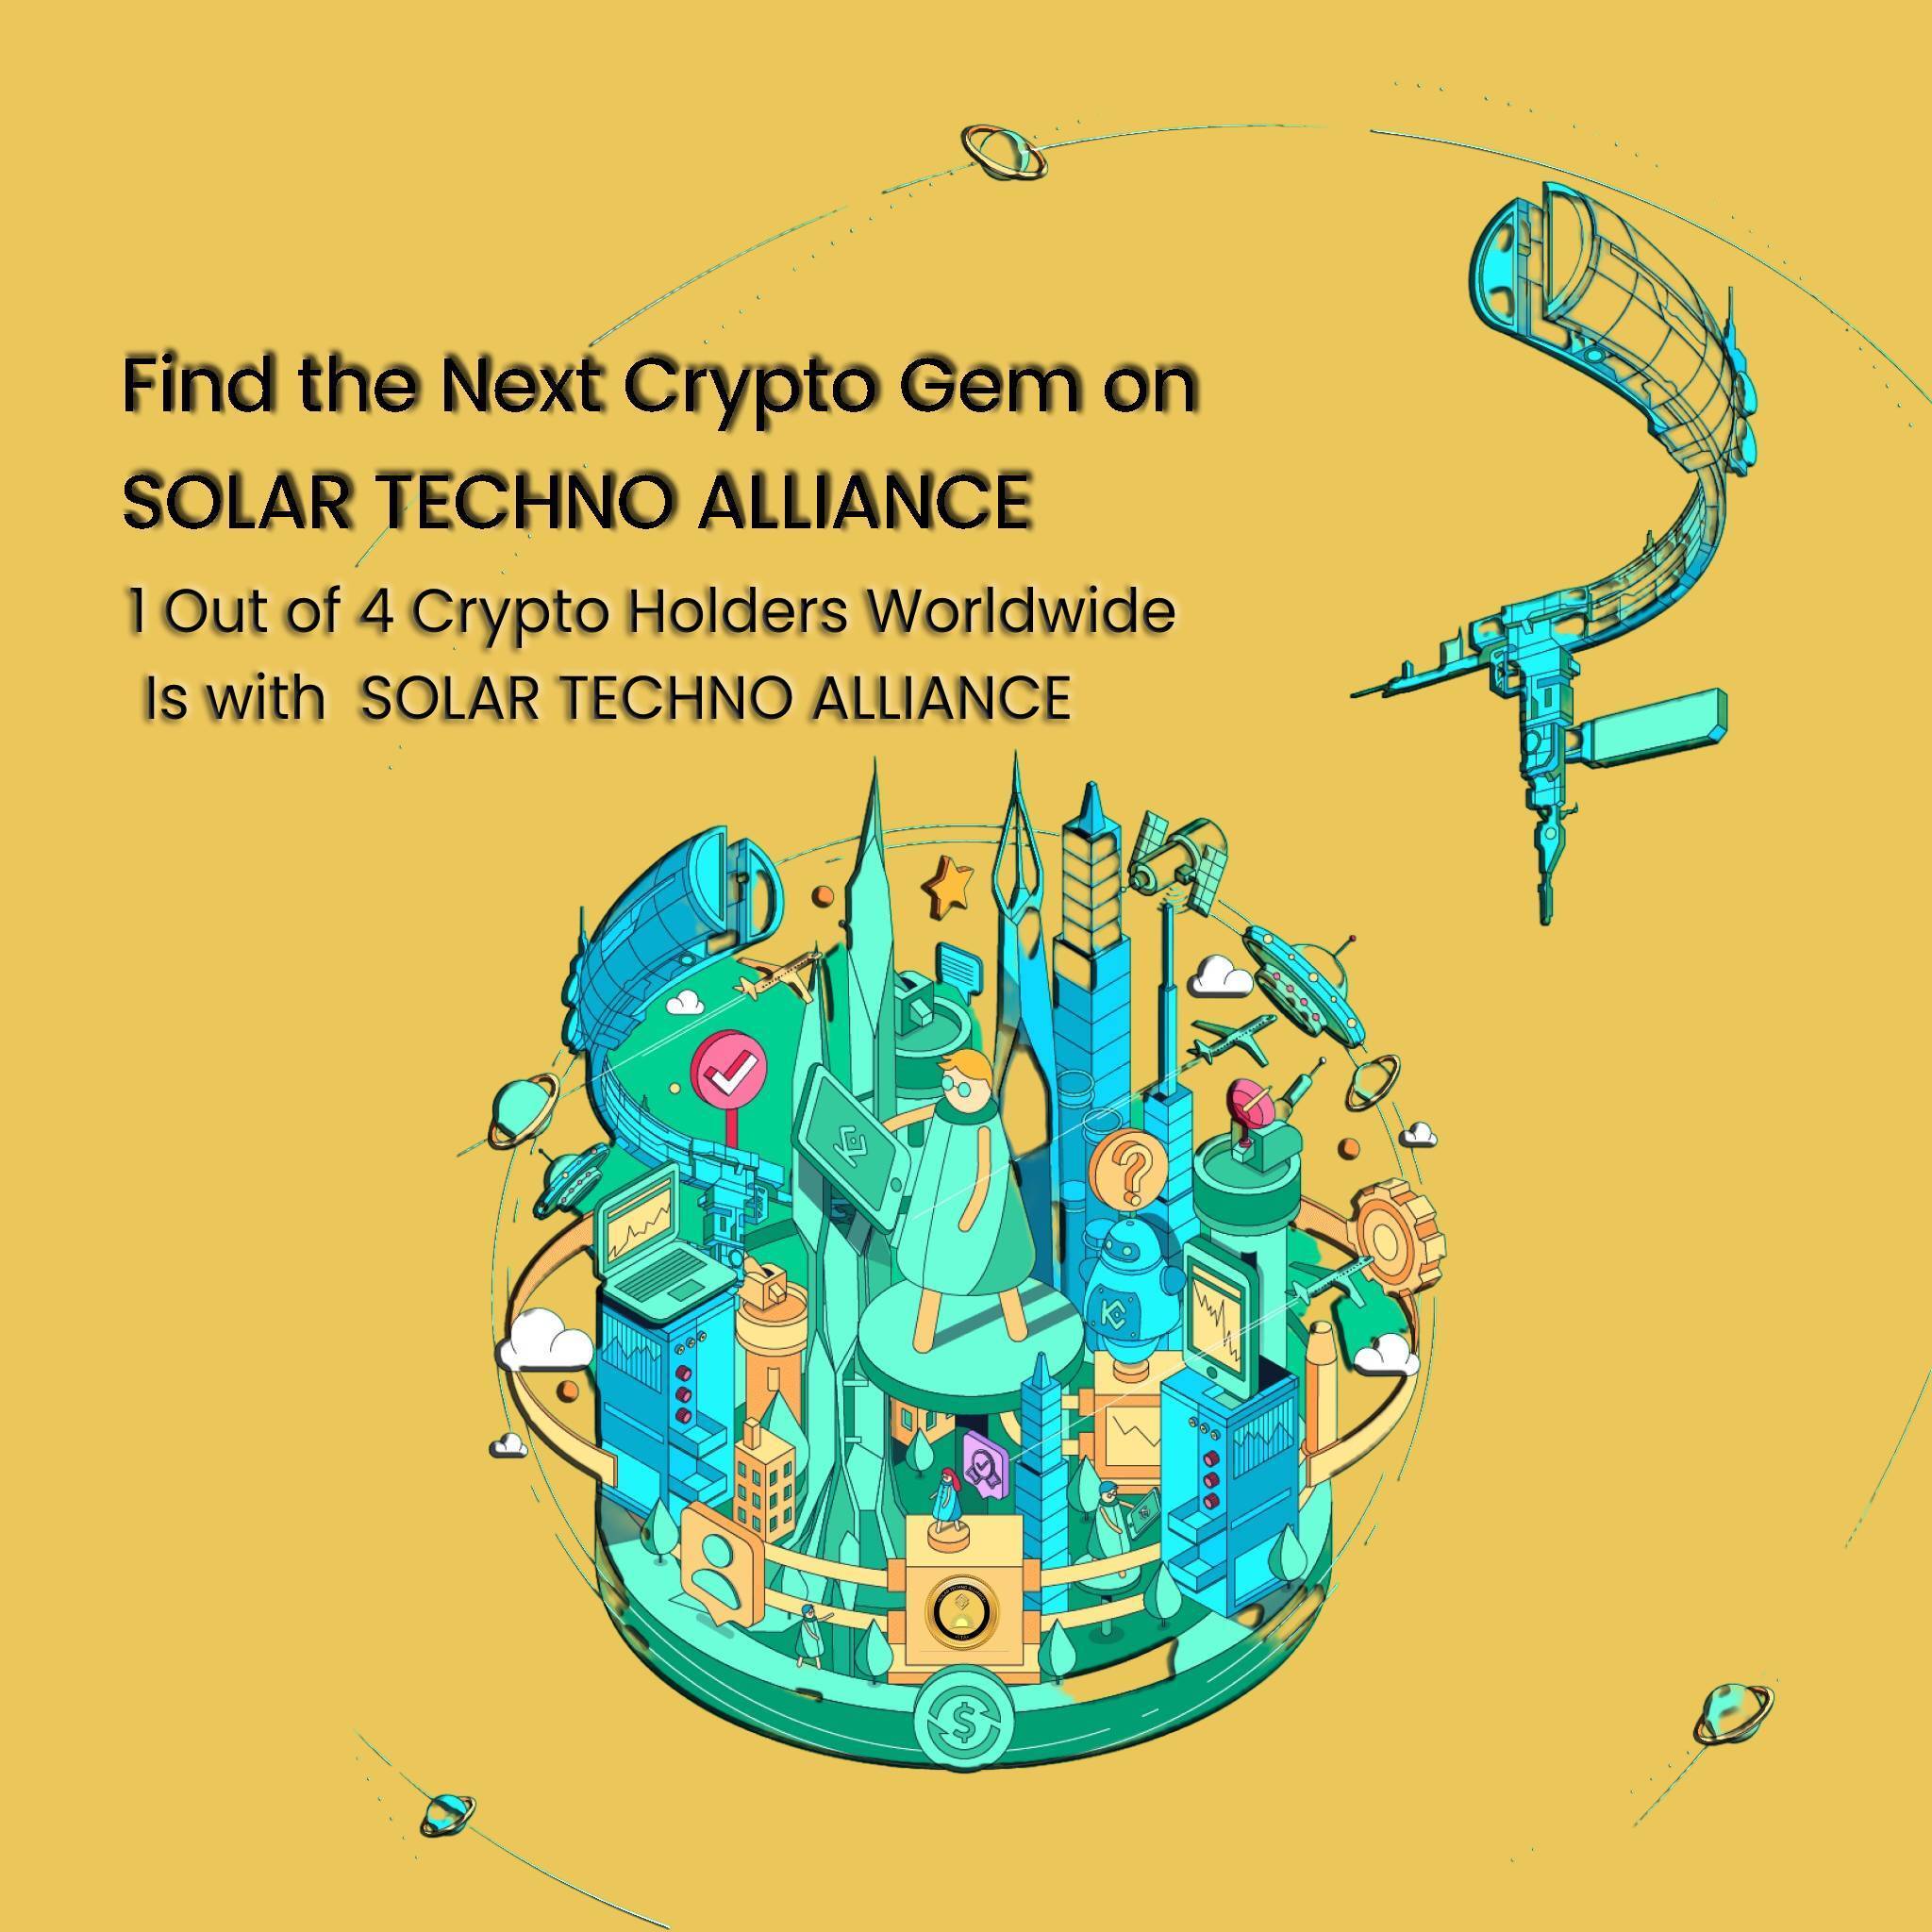 Find the Next Crypto Gem on
SOLAR TECHNO ALLIANCE
1 Out of 4 Crypto Holders Worldwide
Is with SOLAR TECHNO ALLIANCE
?
$